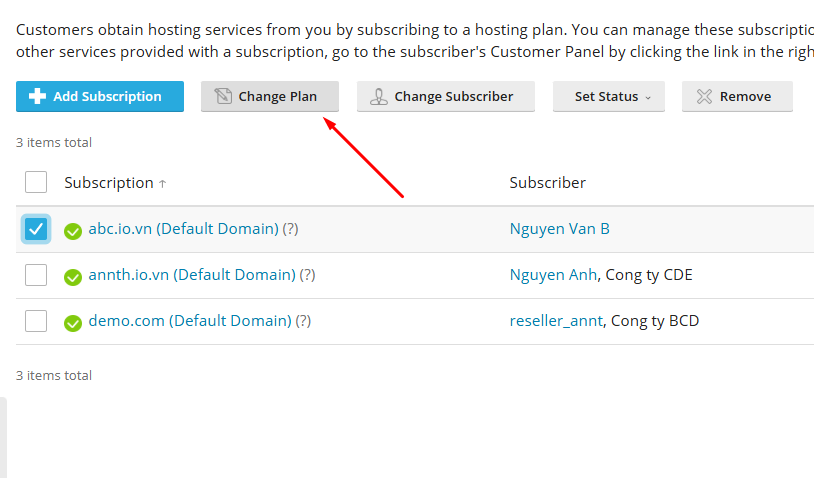 Customers obtain hosting services from you by subscribing to a hosting plan. You can manage these
other services provided with a subscription, go to the subscriber's Customer Panel by clicking the link in the
Add Subscription Change Plan Change Subscriber Set Status Remove
3 items total
Subscription ↑ Subscriber
abc.io.vn (Default Domain) (?) Nguyen Van B
annth.io.vn (Default Domain) (?) Nguyen Anh, Cong ty CDE
demo.com (Default Domain) (?) reseller_annt, Cong ty BCD
3 items total